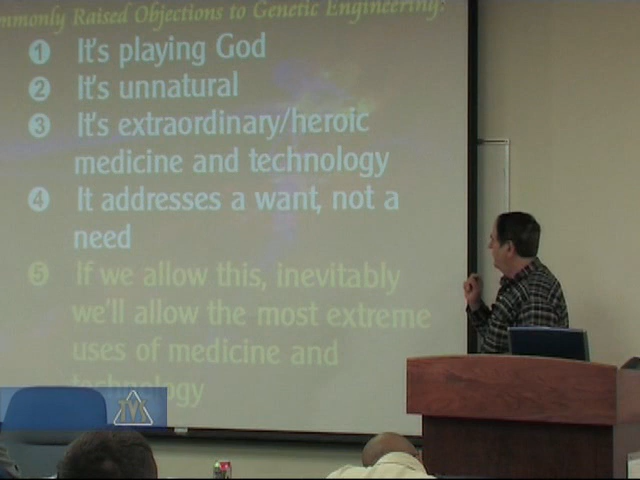 mmonly Raised Objections to Genetic Engineering:
1 It's playing God
2 It's unnatural
3 It's extraordinary/heroic
medicine and technology
4 It addresses a want, not a
need
5 If we allow this, inevitably
we'll allow the most extreme
uses of medicine and
technology